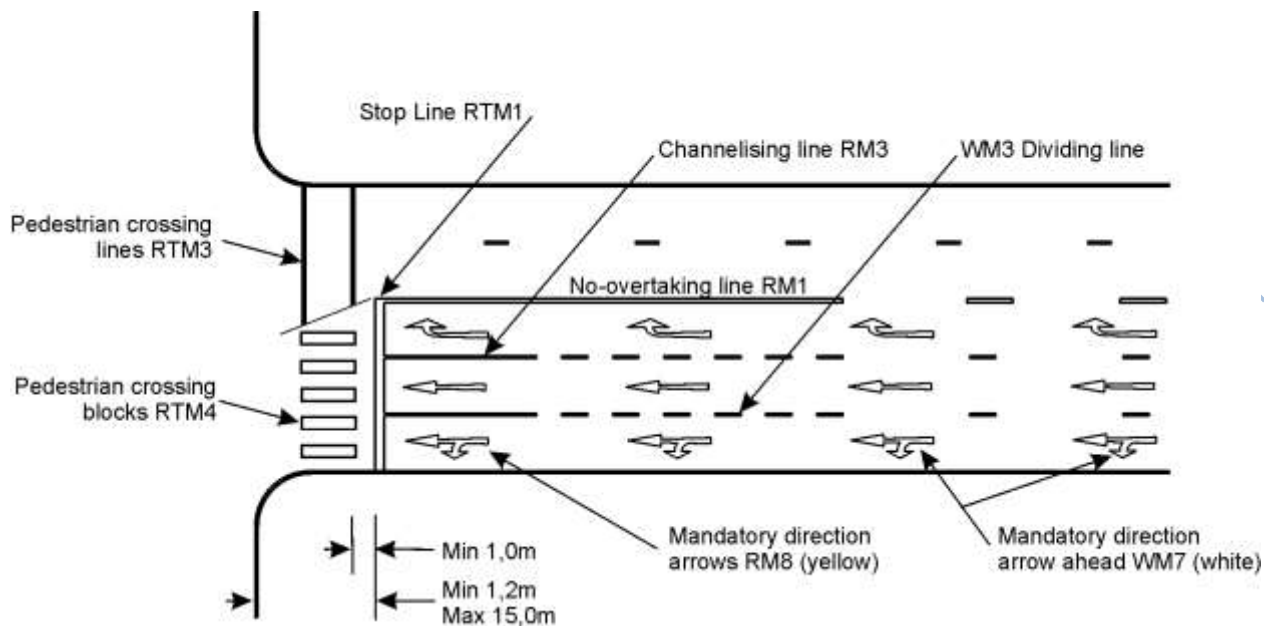 Stop Line RTM1
Channelising line RM3
WM3 Dividing line
Pedestrian crossing
lines RTM3
No-overtaking line RM1
Pedestrian crossing
blocks RTM4
Min 1,0m
Min 1,2m
Max 15,0m
Mandatory direction
arrows RM8 (yellow)
Mandatory direction
arrow ahead WM7 (white)